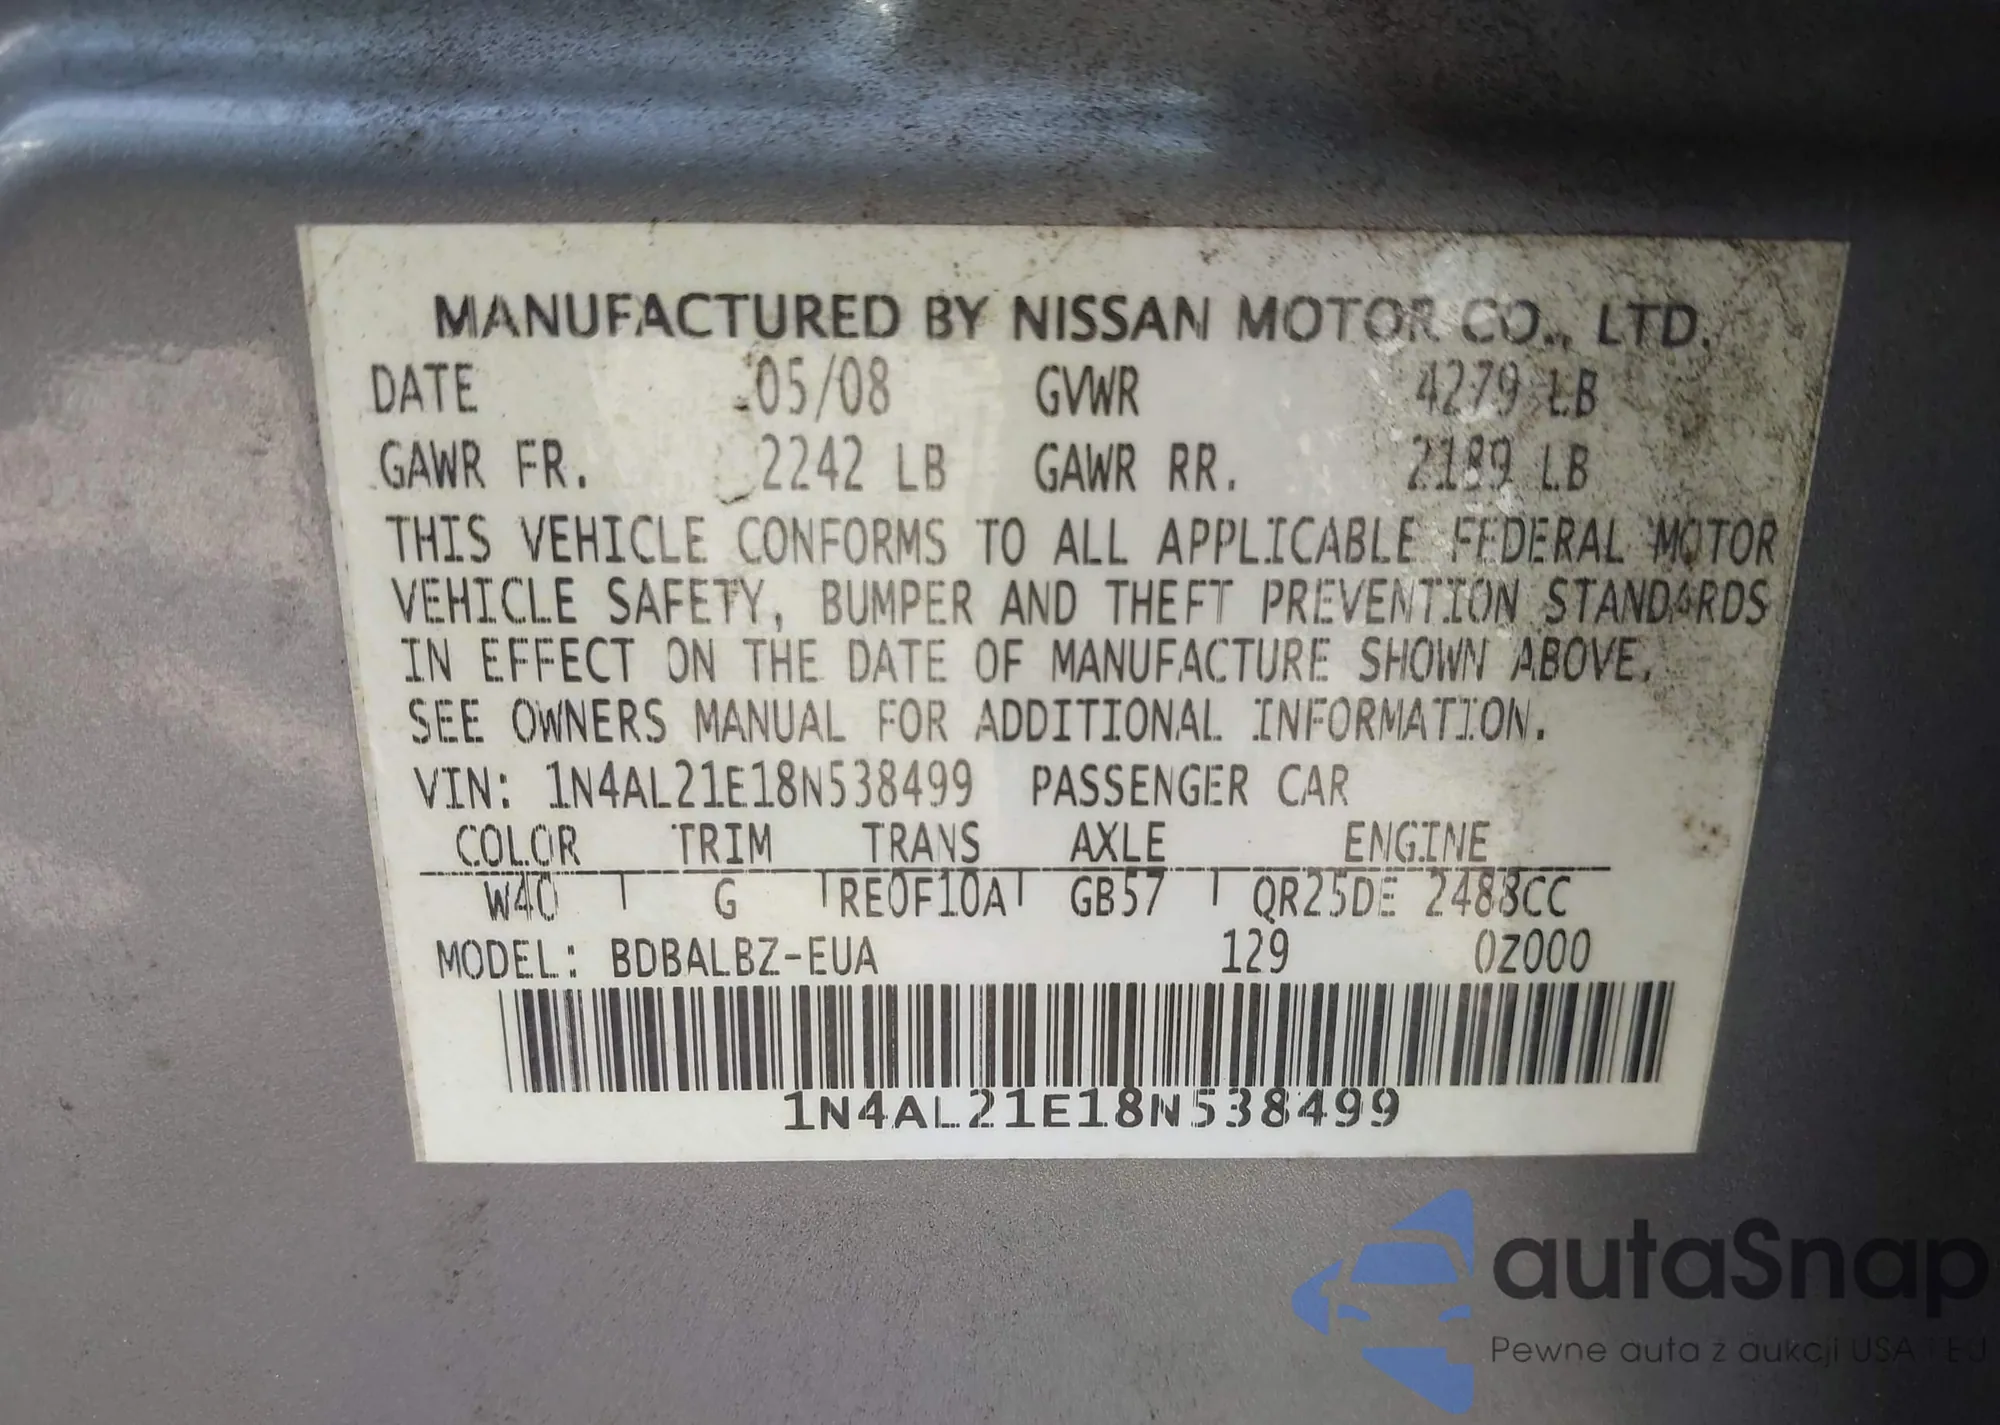 MANUFACTURED BY NISSAN MOTOR CO., LTD.
DATE 05/08 GVWR 4279 LB
GAWR FR. 2242 LB GAWR RR. 2189 LB
THIS VEHICLE CONFORMS TO ALL APPLICABLE FEDERAL MOTOR
VEHICLE SAFETY, BUMPER AND THEFT PREVENTION STANDARDS
IN EFFECT ON THE DATE OF MANUFACTURE SHOWN ABOVE.
SEE OWNERS MANUAL FOR ADDITIONAL INFORMATION.
VIN: 1N4AL21E18N538499 PASSENGER CAR
COLOR TRIM TRANS AXLE ENGINE
W40 G RE0F10A GB57 QR25DE 2488CC
MODEL: BDBALBZ-EUA 129 0Z000
1N4AL21E18N538499
autaSnap
Pewne auta z aukcji USA i EU